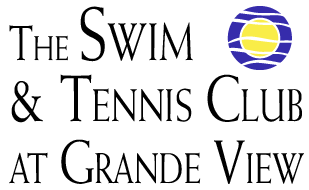 The Swim
& Tennis Club
at Grande View